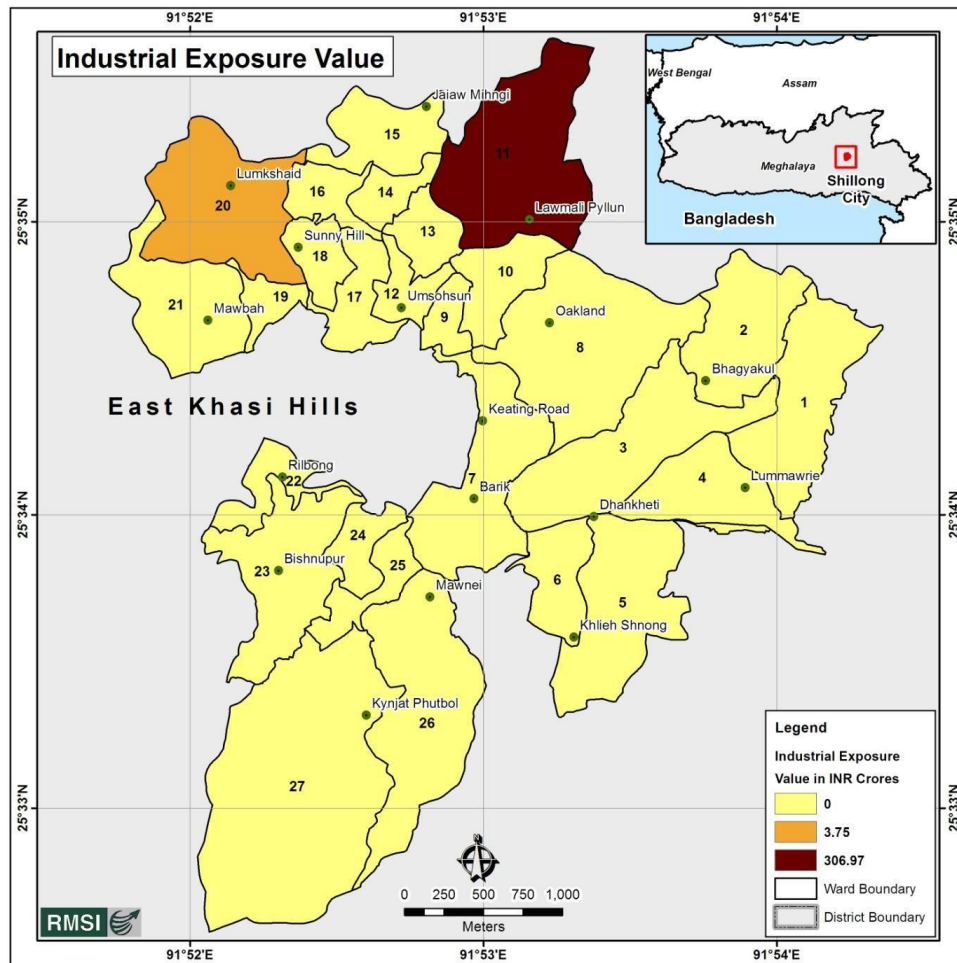 91°52'E
91°53'E
91°54'E
Industrial Exposure Value
West Bengal
Assam
Meghalaya
Shillong
City
Bangladesh
25°35'N
25°35'N
25°34'N
25°34'N
25°33'N
25°33'N
Jaiaw Mihngi
15
11
Lumkshaid
20
16
14
Lawmali Pyllun
13
Sunny Hill
18
10
21
19
17
12
Umsohsun
9
Mawbah
Oakland
8
2
Bhagyakul
1
East Khasi Hills
Keating Road
3
Rilbong
22
7
Barik
4
Lummawrie
Dhankheti
24
23
Bishnupur
25
Mawnei
6
5
Khlieh Shnong
Kynjat Phutbol
26
27
Legend
Industrial Exposure
Value in INR Crores
0
3.75
306.97
Ward Boundary
District Boundary
N
0 250 500 750 1,000
Meters
RMSI
91°52'E
91°53'E
91°54'E